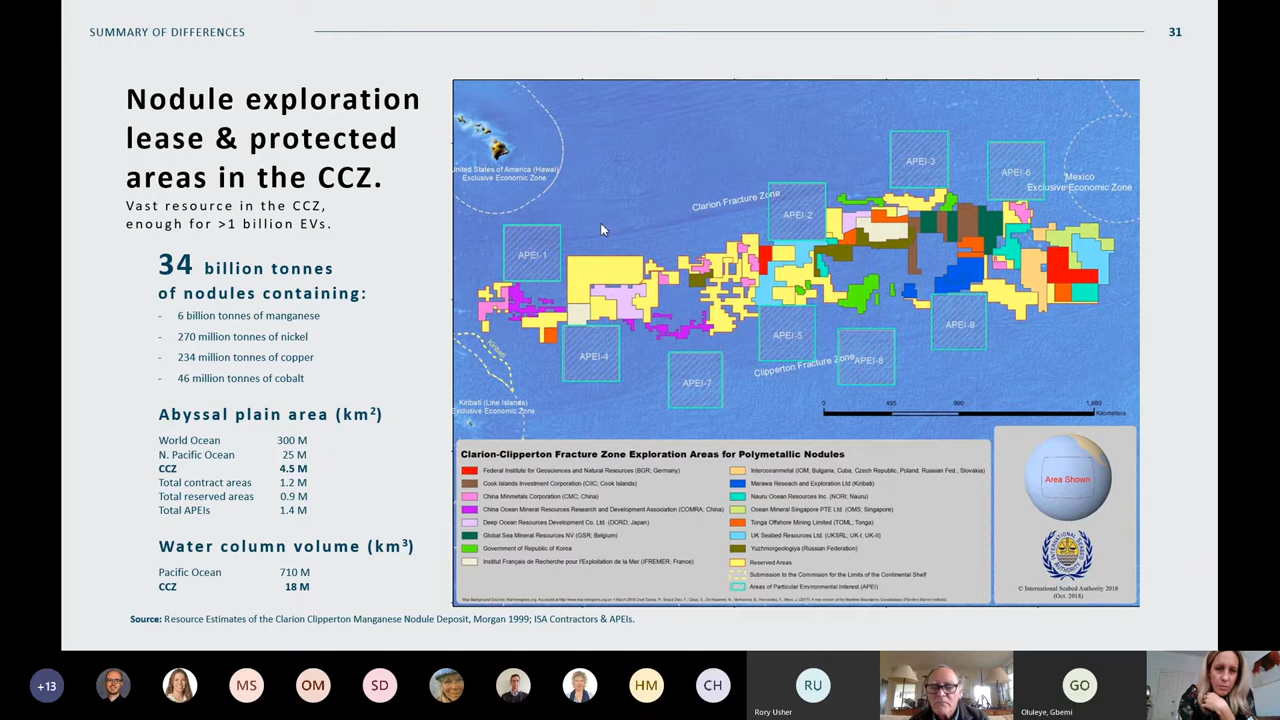 SUMMARY OF DIFFERENCES
31
Nodule exploration
lease & protected
areas in the CCZ.
Vast resource in the CCZ,
enough for >1 billion EVs.
34 billion tonnes
of nodules containing:
- 6 billion tonnes of manganese
- 270 million tonnes of nickel
- 234 million tonnes of copper
- 46 million tonnes of cobalt
Abyssal plain area (km²)
World Ocean 300 M
N. Pacific Ocean 25 M
CCZ 4.5 M
Total contract areas 1.2 M
Total reserved areas 0.9 M
Total APEIs 1.4 M
Water column volume (km³)
Pacific Ocean 710 M
CCZ 18 M
Source: Resource Estimates of the Clarion Clipperton Manganese Nodule Deposit, Morgan 1999; ISA Contractors & APEIs.
United States of America (Hawai)
Exclusive Economic Zone
APEI-3
APEI-6
Mexico
Exclusive Economic Zone
Clarion Fracture Zone
APEI-2
APEI-1
APEI-9
APEI-5
Kiribati
APEI-4
APEI-8
Clipperton Fracture Zone
APEI-7
Kiribati (Line Islands)
Exclusive Economic Zone
0 495 990 1,980
Kilometers
Clarion-Clipperton Fracture Zone Exploration Areas for Polymetallic Nodules
Federal Institute for Geosciences and Natural Resources (BGR, Germany)
Cook Islands Investment Corporation (CIIC; Cook Islands)
China Minmetals Corporation (CMC; China)
China Ocean Mineral Resources Research and Development Association (COMRA; China)
Deep Ocean Resources Development Co. Ltd. (DORD; Japan)
Global Sea Mineral Resources NV (GSR; Belgium)
Government of Republic of Korea
Institut Français de Recherche pour l'Exploitation de la Mer (IFREMER, France)
Interoceanmetal (IOM; Bulgaria, Cuba, Czech Republic, Poland, Russian Fed., Slovakia)
Marawa Reseach and Exploration Ltd (Kiribati)
Nauru Ocean Resources Inc. (NORI; Nauru)
Ocean Mineral Singapore PTE Ltd. (OMS; Singapore)
Tonga Offshore Mining Limited (TOML; Tonga)
UK Seabed Resources Ltd. (UKSRL, UK-I, UK-II)
Yuzhmorgeologiya (Russian Federation)
Reserved Areas
Submission to the Commision for the Limits of the Continental Shelf
Areas of Particular Environmental Interest (APEI)
Area Shown
© International Seabed Authority 2018
(Oct. 2018)
+13
MS
OM
SD
HM
CH
RU
Rory Usher
GO
Oluleye, Gbemi